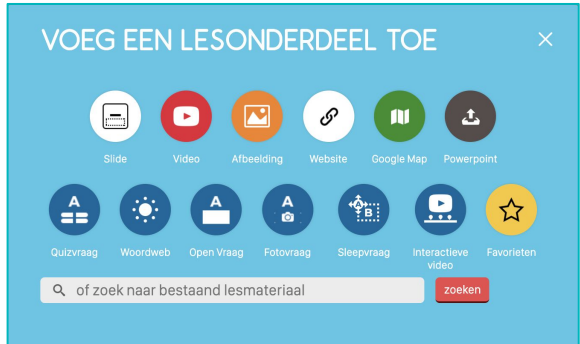 VOEG EEN LESONDERDEEL TOE
Slide Video Afbeelding Website Google Map Powerpoint
A A A A B
Quizvraag Woordweb Open Vraag Fotovraag Sleepvraag Interactieve video Favorieten
of zoek naar bestaand lesmateriaal zoeken